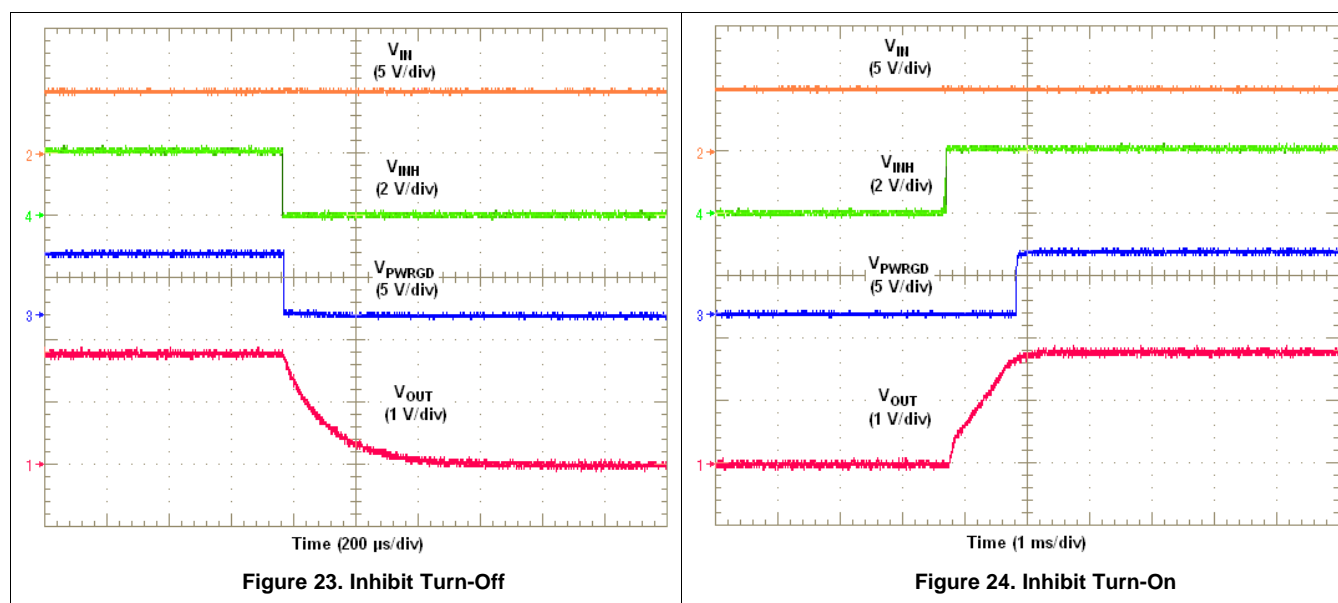 VIN
(5 V/div)
2
VINH
(2 V/div)
4
VPWRGD
(5 V/div)
3
VOUT
(1 V/div)
1
Time (200 μs/div)
Figure 23. Inhibit Turn-Off
VIN
(5 V/div)
2
VINH
(2 V/div)
4
VPWRGD
(5 V/div)
3
VOUT
(1 V/div)
1
Time (1 ms/div)
Figure 24. Inhibit Turn-On